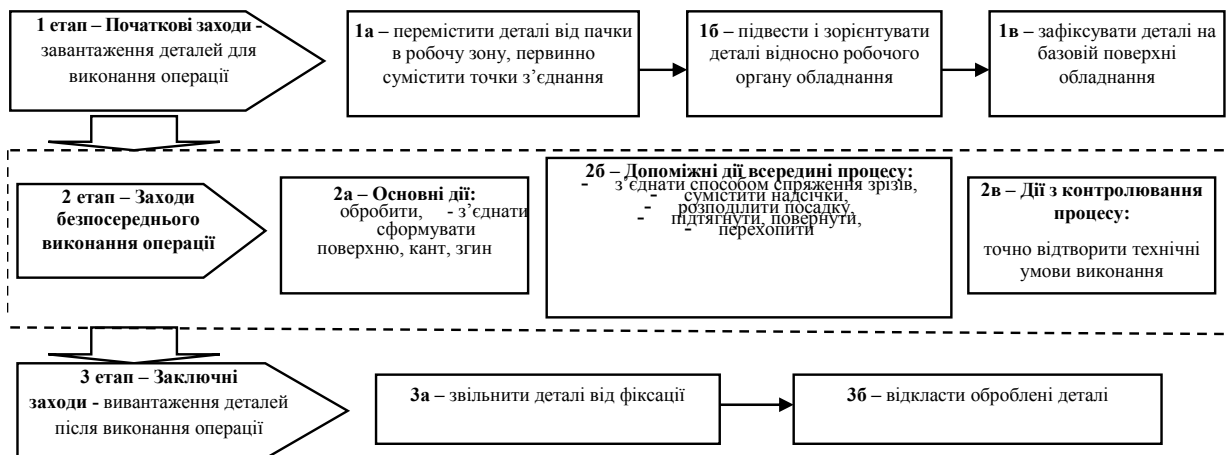 1 етап – Початкові заходи -
завантаження деталей для
виконання операції
1а – перемістити деталі від пачки
в робочу зону, первинно
сумістити точки з’єднання
1б – підвести і зорієнтувати
деталі відносно робочого
органу обладнання
1в – зафіксувати деталі на
базовій поверхні
обладнання
2 етап – Заходи
безпосереднього
виконання операції
2а – Основні дії:
обробити, - з’єднати
сформувати
поверхню, кант, згин
2б – Допоміжні дії всередині процесу:
- з’єднати способом спряження зрізів,
- сумістити надсічки,
- розподілити посадку,
- підтягнути, повернути,
- перехопити
2в – Дії з контролювання
процесу:
точно відтворити технічні
умови виконання
3 етап – Заключні
заходи - вивантаження деталей
після виконання операції
3а – звільнити деталі від фіксації
3б – відкласти оброблені деталі